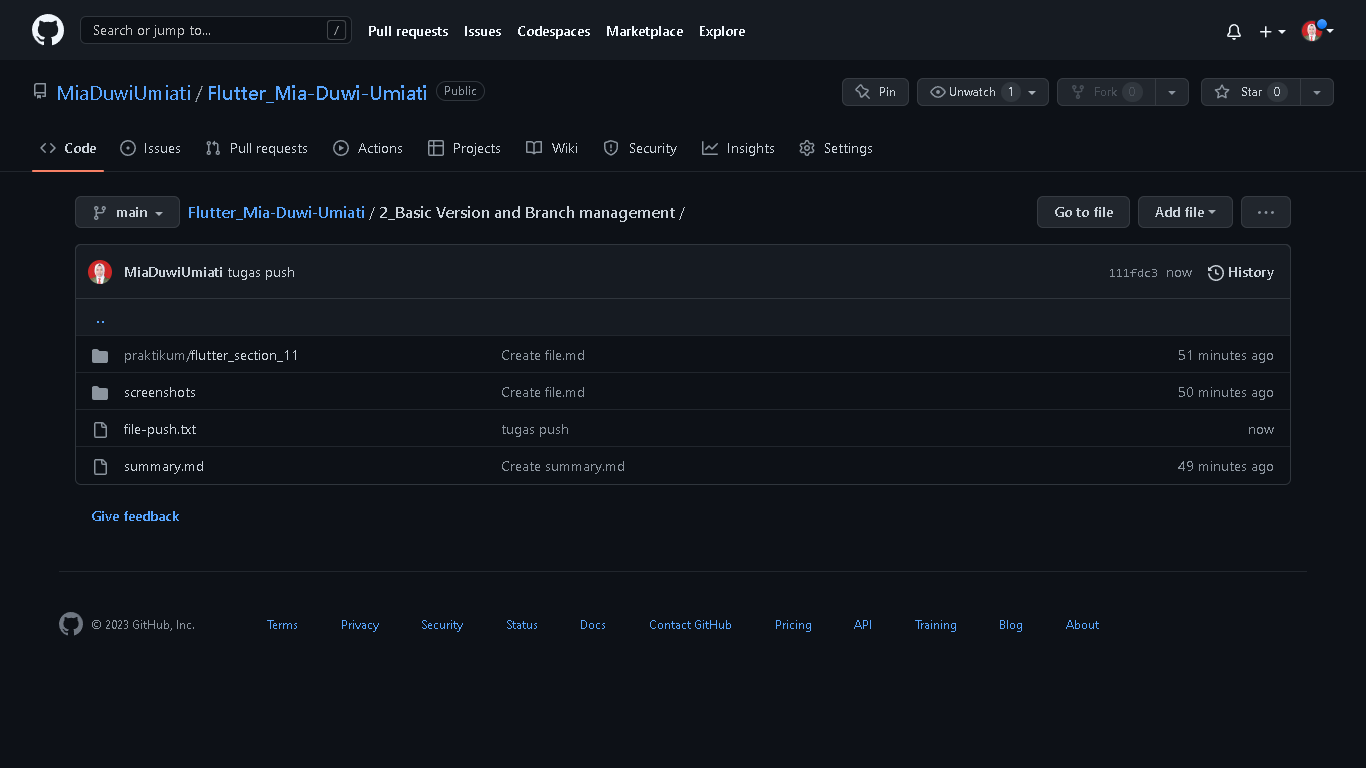 Search or jump to... / Pull requests Issues Codespaces Marketplace Explore
MiaDuwiUmiati / Flutter_Mia-Duwi-Umiati Public Pin Unwatch 1 Fork 0 Star 0
Code Issues Pull requests Actions Projects Wiki Security Insights Settings
main Flutter_Mia-Duwi-Umiati / 2_Basic Version and Branch management / Go to file Add file ...
MiaDuwiUmiati tugas push 111fdc3 now History
..
praktikum/flutter_section_11 Create file.md 51 minutes ago
screenshots Create file.md 50 minutes ago
file-push.txt tugas push now
summary.md Create summary.md 49 minutes ago
Give feedback
© 2023 GitHub, Inc. Terms Privacy Security Status Docs Contact GitHub Pricing API Training Blog About